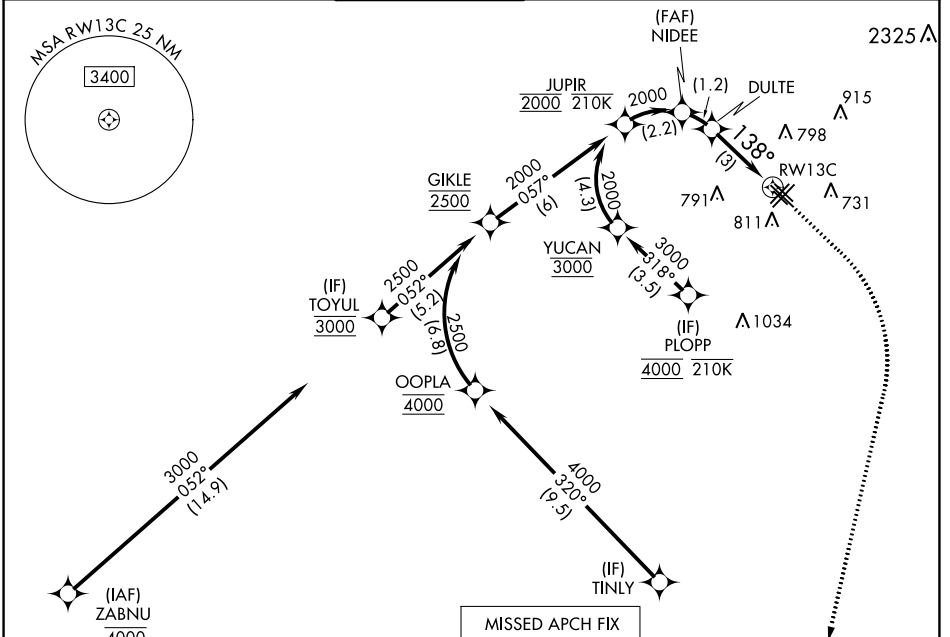 MSA RW13C 25 NM
3400
(FAF)
NIDEE
2325
JUPIR
2000 210K
2000
(2.2)
(1.2)
DULTE
915
798
138°
(3)
RW13C
791
731
811
GIKLE
2500
2000
057°
(6)
2000
(4.3)
YUCAN
3000
3000
318°
(3.5)
(IF)
PLOPP
4000 210K
1034
(IF)
TOYUL
3000
2500
052°
(5.2)
2500
(6.8)
OOPLA
4000
3000
052°
(14.9)
4000
320°
(9.5)
(IF)
TINLY
(IAF)
ZABNU
4000
MISSED APCH FIX